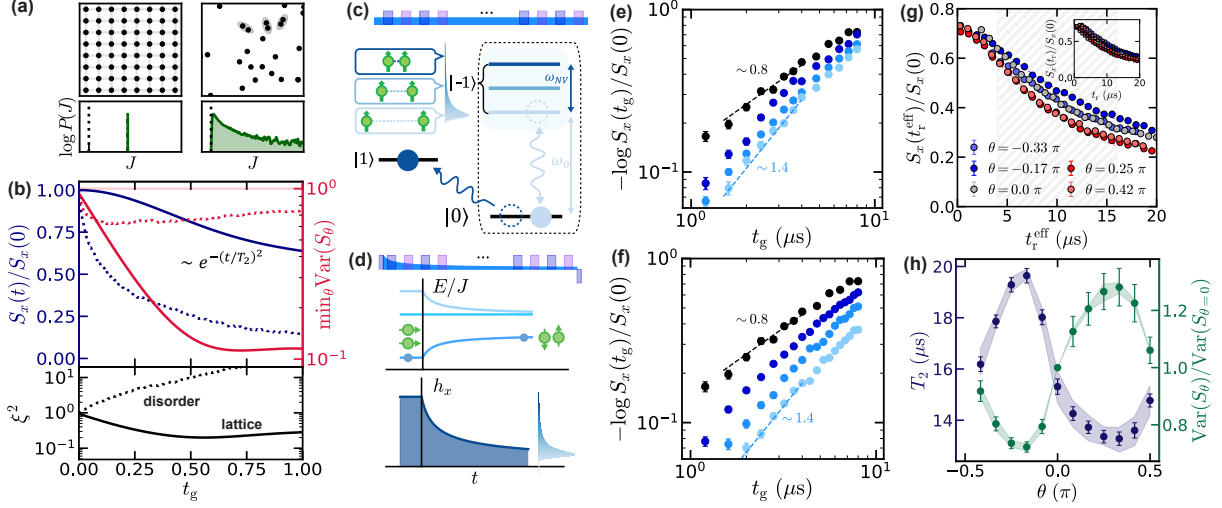 (a)
log P(J)
J
J
(b)
S_x(t)/S_x(0)
1.00
0.75
0.50
0.25
0.00
~ e^{-(t/T_2)^2}
10^0
10^{-1}
min_θ Var(S_θ)
ξ^2
10^1
10^0
10^{-1}
disorder
lattice
0.00 0.25 0.50 0.75 1.00
t_g
(c)
...
|−1⟩
ω_NV
|1⟩
ω_0
|0⟩
(d)
...
E/J
h_x
t
(e)
−log S_x(t_g)/S_x(0)
10^0
10^{-1}
~ 0.8
~ 1.4
10^0 10^1
t_g (μs)
(f)
−log S_x(t_g)/S_x(0)
10^0
10^{-1}
~ 0.8
~ 1.4
10^0 10^1
t_g (μs)
(g)
S_x(t_r^eff)/S_x(0)
0.8
0.6
0.4
0.2
0.0
S_x(t_r)/S_x(0)
0.5
0.0
0 10 20
t_r (μs)
θ = −0.33 π
θ = −0.17 π
θ = 0.0 π
θ = 0.25 π
θ = 0.42 π
0 5 10 15 20
t_r^eff (μs)
(h)
T_2 (μs)
20
18
16
14
1.2
1.0
0.8
Var(S_θ)/Var(S_{θ=0})
−0.5 0.0 0.5
θ (π)